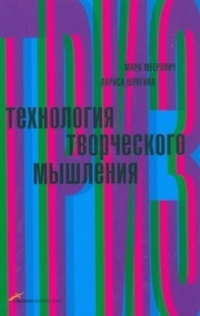 ТРИЗ
МАРК МЕЕРОВИЧ
ЛАРИСА ШРАГИНА
ТЕХНОЛОГИЯ
ТВОРЧЕСКОГО
МЫШЛЕНИЯ